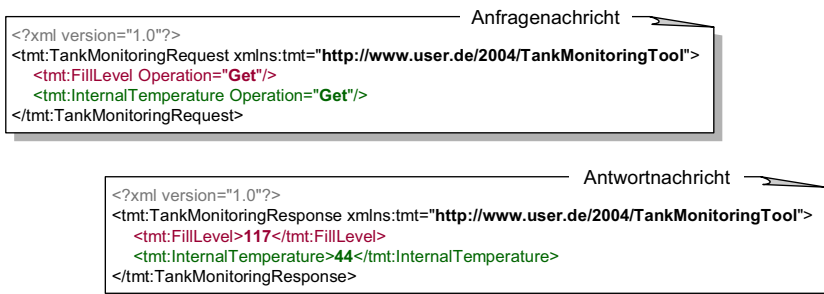 Anfragenachricht
<?xml version="1.0"?>
<tmt:TankMonitoringRequest xmlns:tmt="http://www.user.de/2004/TankMonitoringTool">
<tmt:FillLevel Operation="Get"/>
<tmt:InternalTemperature Operation="Get"/>
</tmt:TankMonitoringRequest>
Antwortnachricht
<?xml version="1.0"?>
<tmt:TankMonitoringResponse xmlns:tmt="http://www.user.de/2004/TankMonitoringTool">
<tmt:FillLevel>117</tmt:FillLevel>
<tmt:InternalTemperature>44</tmt:InternalTemperature>
</tmt:TankMonitoringResponse>